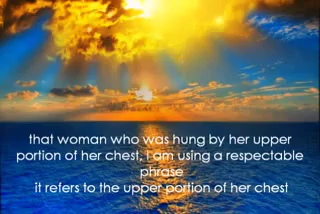 that woman who was hung by her upper
portion of her chest, I am using a respectable
phrase
it refers to the upper portion of her chest